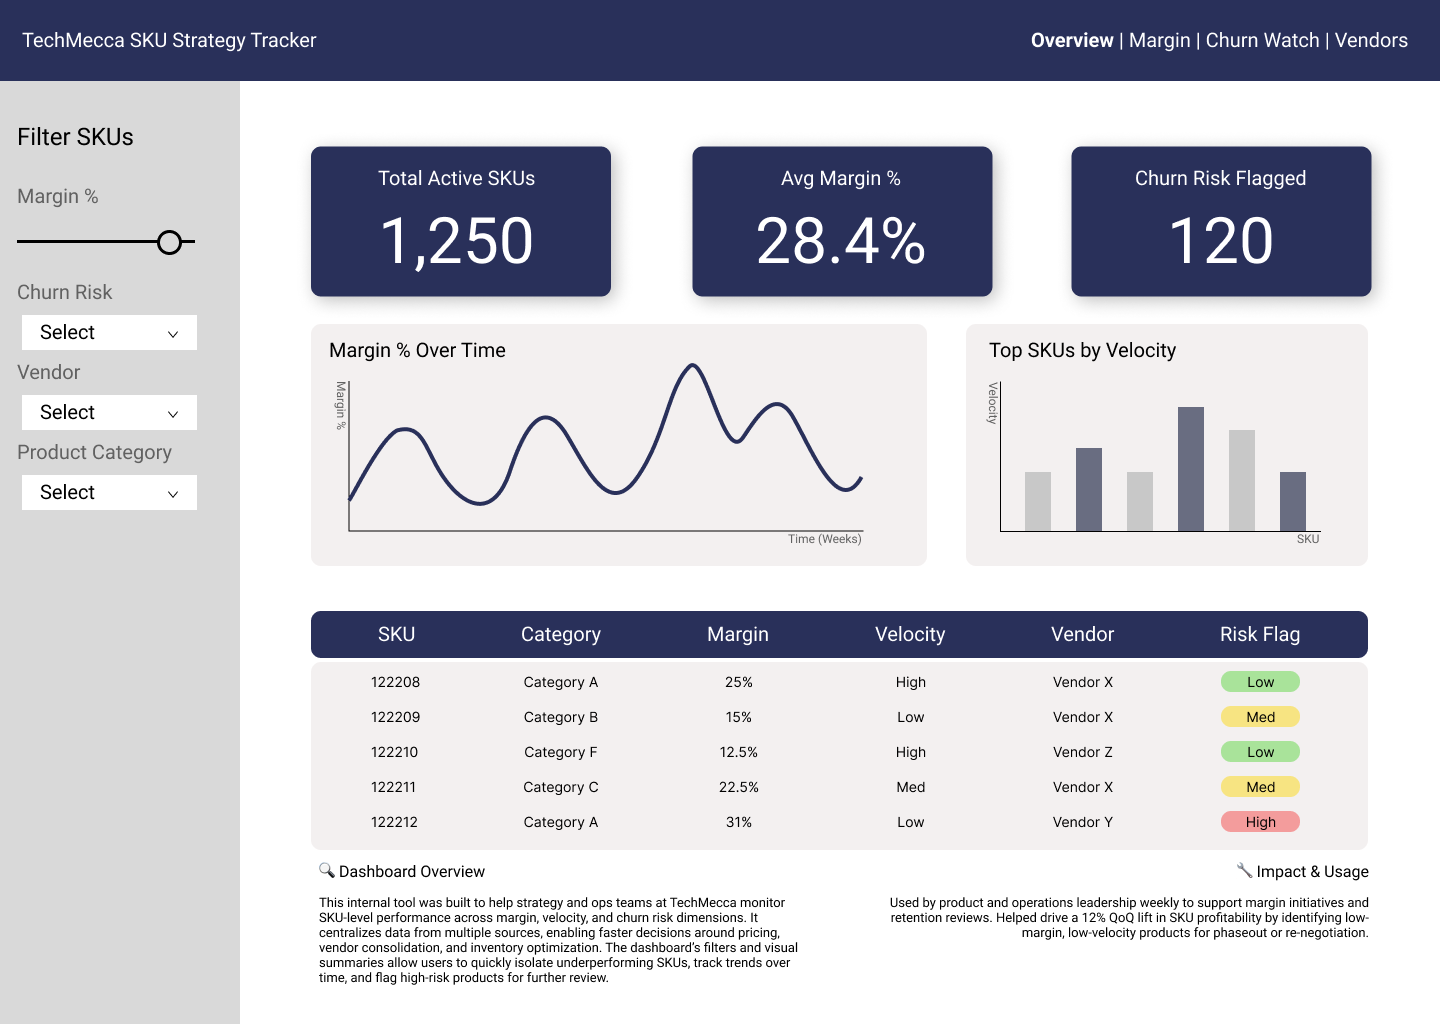 TechMecca SKU Strategy Tracker
Overview | Margin | Churn Watch | Vendors
Filter SKUs
Margin %
Churn Risk
Select
Vendor
Select
Product Category
Select
Total Active SKUs
1,250
Avg Margin %
28.4%
Churn Risk Flagged
120
Margin % Over Time
Margin %
Time (Weeks)
Top SKUs by Velocity
Velocity
SKU
SKU Category Margin Velocity Vendor Risk Flag
122208 Category A 25% High Vendor X Low
122209 Category B 15% Low Vendor X Med
122210 Category F 12.5% High Vendor Z Low
122211 Category C 22.5% Med Vendor X Med
122212 Category A 31% Low Vendor Y High
🔍 Dashboard Overview
This internal tool was built to help strategy and ops teams at TechMecca monitor
SKU-level performance across margin, velocity, and churn risk dimensions. It
centralizes data from multiple sources, enabling faster decisions around pricing,
vendor consolidation, and inventory optimization. The dashboard’s filters and visual
summaries allow users to quickly isolate underperforming SKUs, track trends over
time, and flag high-risk products for further review.
🔧 Impact & Usage
Used by product and operations leadership weekly to support margin initiatives and
retention reviews. Helped drive a 12% QoQ lift in SKU profitability by identifying low-
margin, low-velocity products for phaseout or re-negotiation.